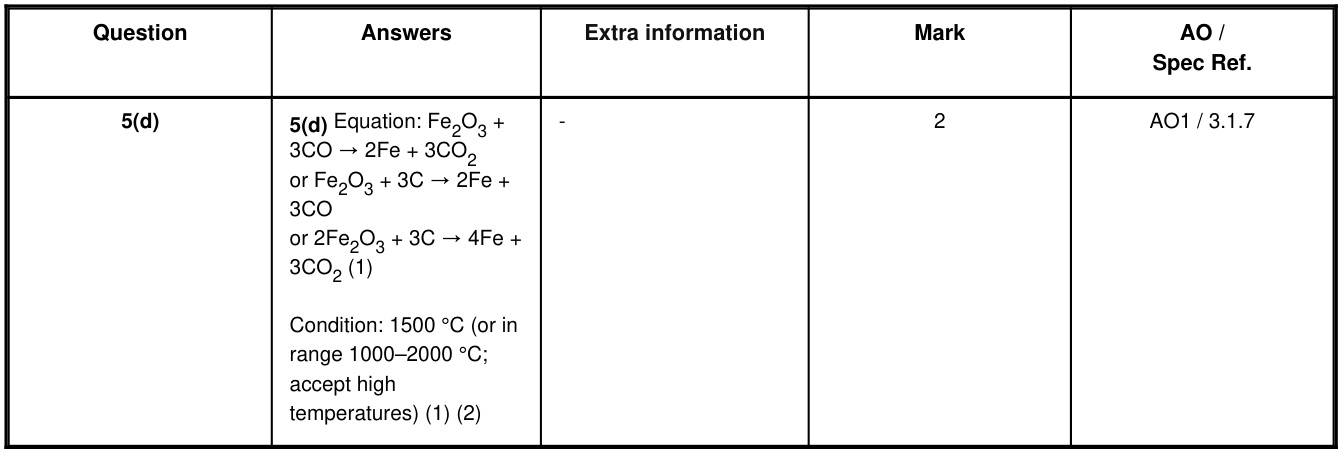 Question Answers Extra information Mark AO /
Spec Ref.
5(d) 5(d) Equation: Fe₂O₃ + - 2 AO1 / 3.1.7
3CO → 2Fe + 3CO₂
or Fe₂O₃ + 3C → 2Fe +
3CO
or 2Fe₂O₃ + 3C → 4Fe +
3CO₂ (1)
Condition: 1500 °C (or in
range 1000–2000 °C;
accept high
temperatures) (1) (2)